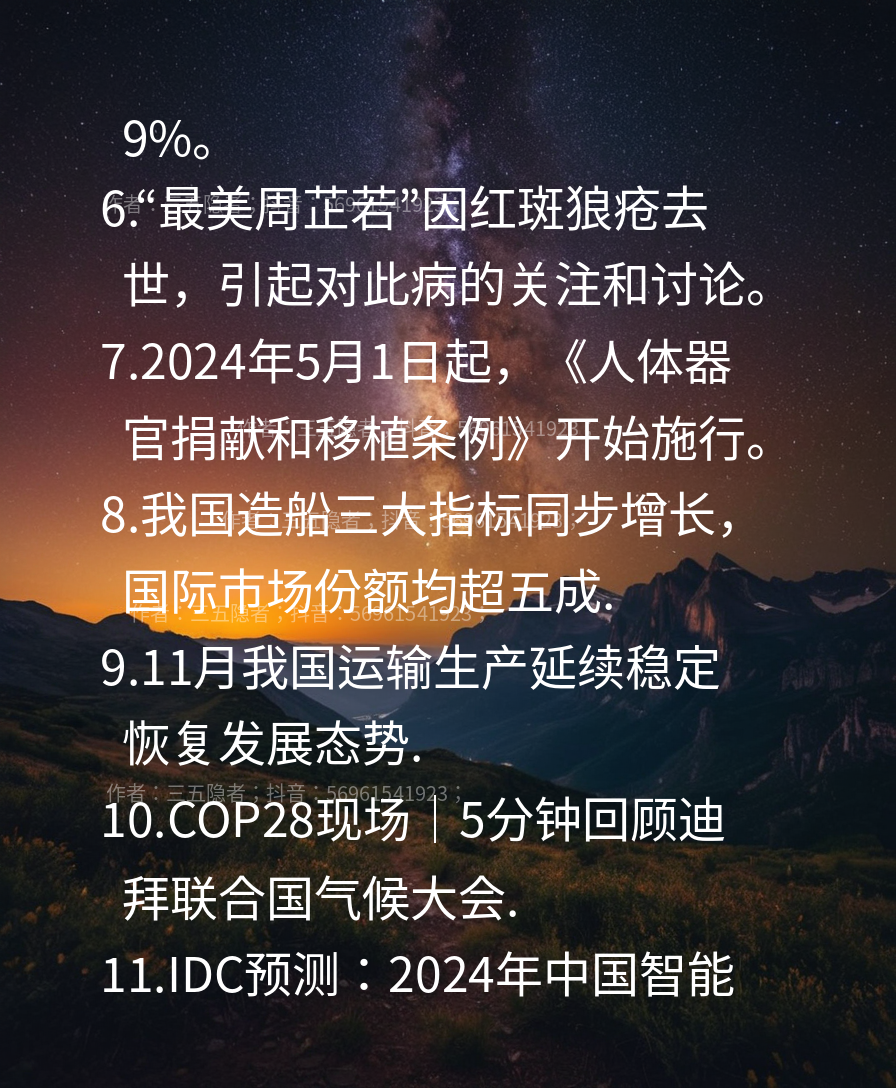 9%。
6.“最美周芷若”因红斑狼疮去
世，引起对此病的关注和讨论。
7.2024年5月1日起，《人体器
官捐献和移植条例》开始施行。
8.我国造船三大指标同步增长，
国际市场份额均超五成.
作者：三五隐者；抖音：56961541923；
9.11月我国运输生产延续稳定
恢复发展态势.
作者：三五隐者；抖音：56961541923；
10.COP28现场｜5分钟回顾迪
拜联合国气候大会.
11.IDC预测：2024年中国智能